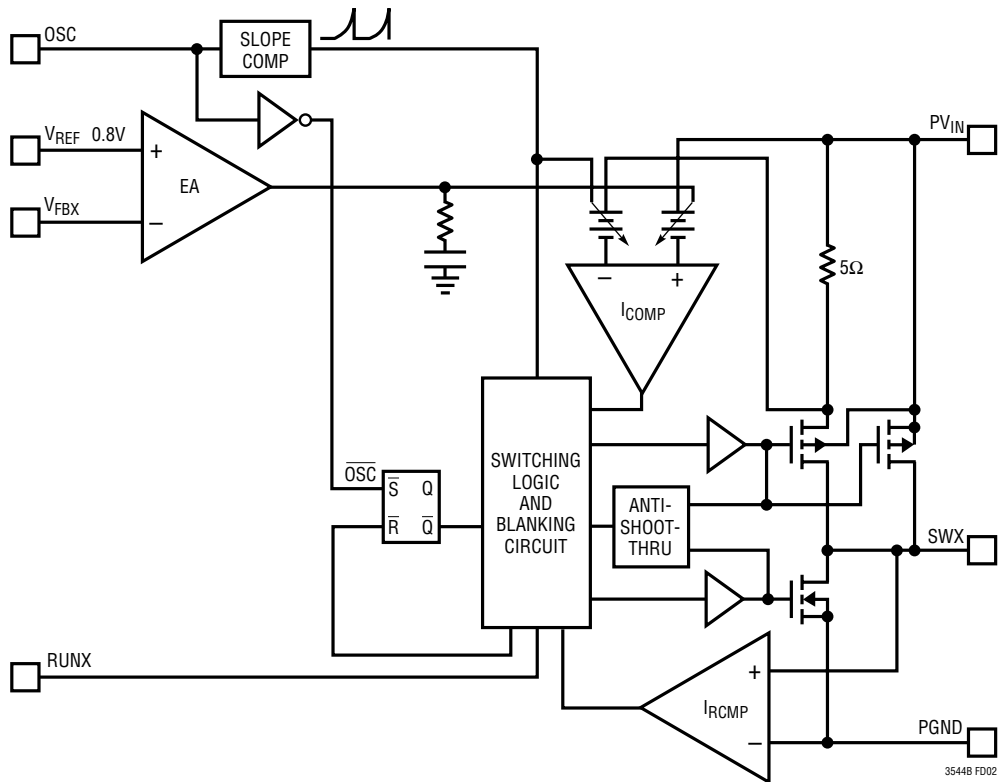 OSC
SLOPE
COMP
V_REF 0.8V
+
EA
V_FBX
−
PV_IN
5Ω
− +
I_COMP
SWITCHING
LOGIC
AND
BLANKING
CIRCUIT
O̅S̅C̅
S̅ Q
R̅ Q̅
ANTI-
SHOOT-
THRU
SWX
RUNX
+
I_RCMP
−
PGND
3544B FD02